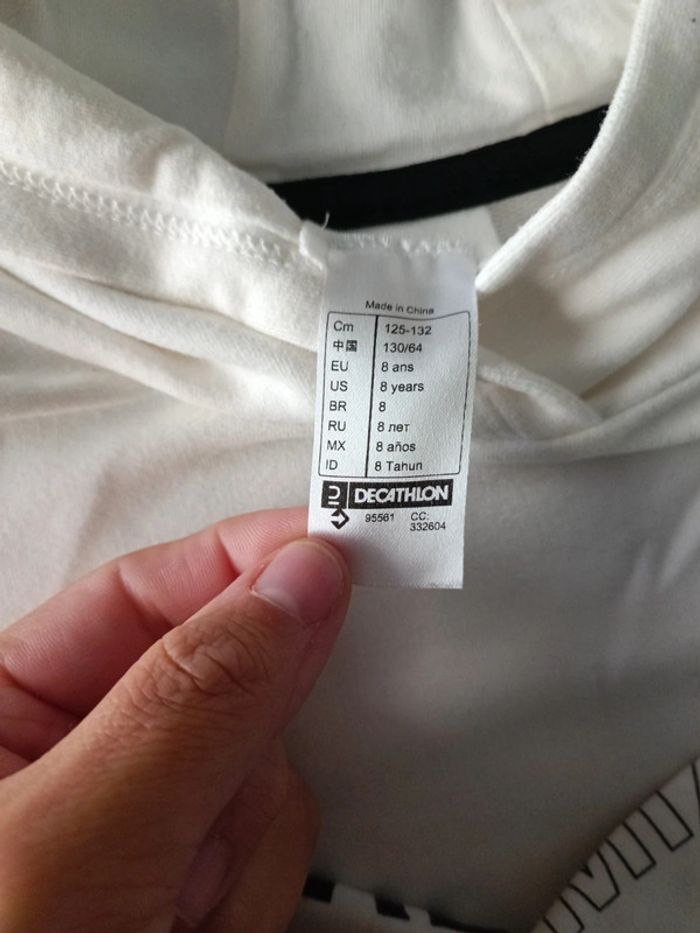 Made in China
Cm 125-132
中国 130/64
EU 8 ans
US 8 years
BR 8
RU 8 лет
MX 8 años
ID 8 Tahun
DECATHLON
95561 CC:
332604